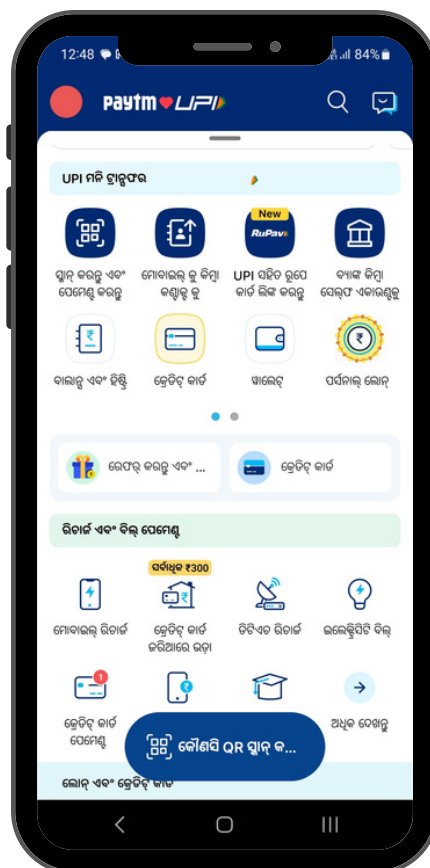 12:48
84%
paytm UPI
UPI ମନି ଟ୍ରାନ୍ସଫର
New
RuPay
ସ୍କାନ୍ କରନ୍ତୁ ଏବଂ
ପେମେଣ୍ଟ କରନ୍ତୁ
ମୋବାଇଲ୍ କୁ କିମ୍ବା
କଣ୍ଟାକ୍ଟ କୁ
UPI ସହିତ ରୂପେ
କାର୍ଡ ଲିଙ୍କ କରନ୍ତୁ
ବ୍ୟାଙ୍କ କିମ୍ବା
ସେଲ୍ଫ ଏକାଉଣ୍ଟକୁ
ବାଲାନ୍ସ ଏବଂ ହିଷ୍ଟ୍ରି
କ୍ରେଡିଟ୍ କାର୍ଡ
ୱାଲେଟ୍
ପର୍ସନାଲ୍ ଲୋନ୍
ରେଫର୍ କରନ୍ତୁ ଏବଂ ...
କ୍ରେଡିଟ୍ କାର୍ଡ
ରିଚାର୍ଜ ଏବଂ ବିଲ୍ ପେମେଣ୍ଟ
ସର୍ବାଧିକ ₹300
ମୋବାଇଲ୍ ରିଚାର୍ଜ
କ୍ରେଡିଟ୍ କାର୍ଡ
ଜରିଆରେ ଭଡ଼ା
ଡିଟିଏଚ ରିଚାର୍ଜ
ଇଲେକ୍ଟ୍ରିସିଟି ବିଲ୍
1
କ୍ରେଡିଟ୍ କାର୍ଡ
ପେମେଣ୍ଟ
ଅଧିକ ଦେଖନ୍ତୁ
କୌଣସି QR ସ୍କାନ୍ କ...
ଲୋନ୍ ଏବଂ କ୍ରେଡିଟ୍ କାର୍ଡ